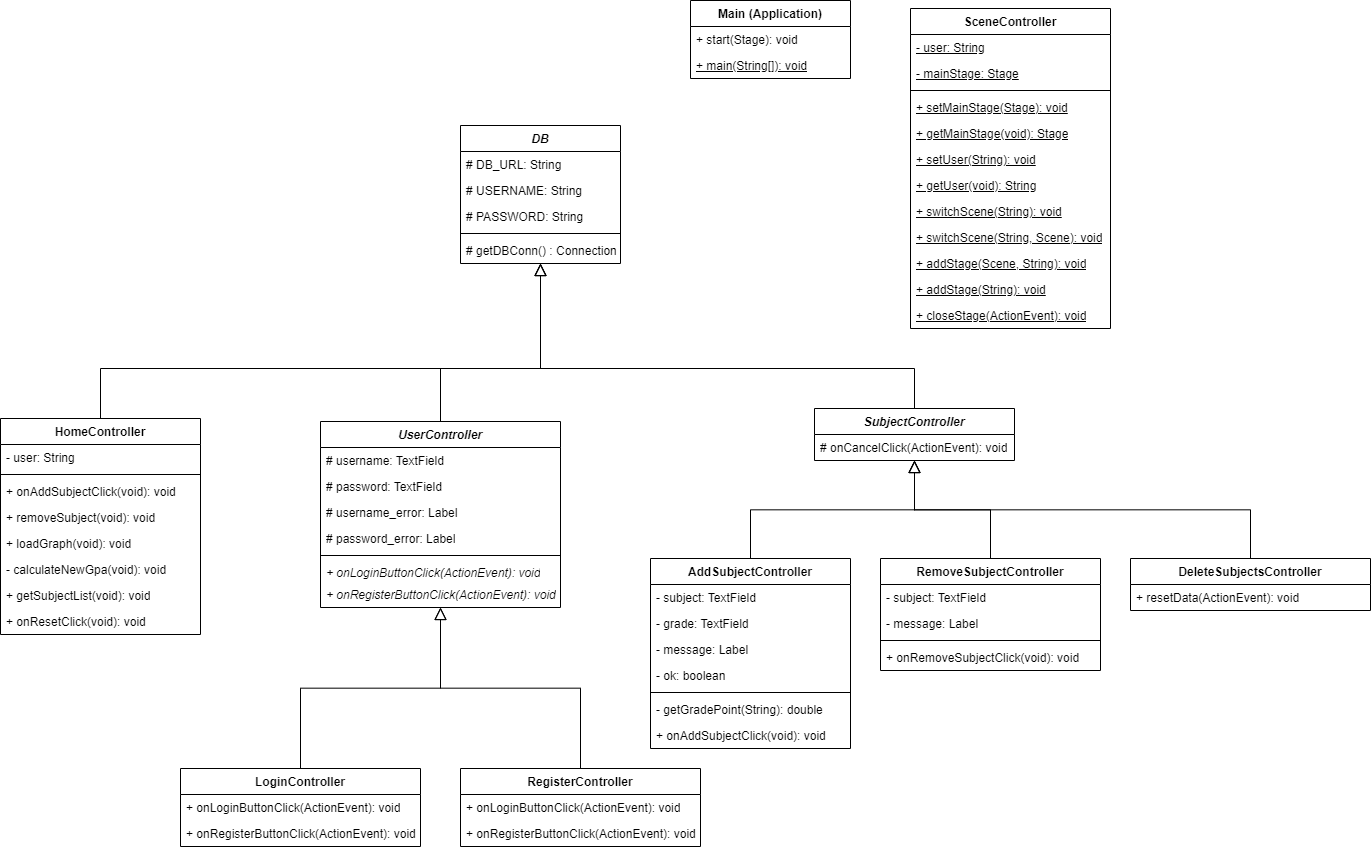 Main (Application)
+ start(Stage): void
+ main(String[]): void
SceneController
- user: String
- mainStage: Stage
+ setMainStage(Stage): void
+ getMainStage(void): Stage
+ setUser(String): void
+ getUser(void): String
+ switchScene(String): void
+ switchScene(String, Scene): void
+ addStage(Scene, String): void
+ addStage(String): void
+ closeStage(ActionEvent): void
DB
# DB_URL: String
# USERNAME: String
# PASSWORD: String
# getDBConn() : Connection
HomeController
- user: String
+ onAddSubjectClick(void): void
+ removeSubject(void): void
+ loadGraph(void): void
- calculateNewGpa(void): void
+ getSubjectList(void): void
+ onResetClick(void): void
UserController
# username: TextField
# password: TextField
# username_error: Label
# password_error: Label
+ onLoginButtonClick(ActionEvent): void
+ onRegisterButtonClick(ActionEvent): void
SubjectController
# onCancelClick(ActionEvent): void
AddSubjectController
- subject: TextField
- grade: TextField
- message: Label
- ok: boolean
- getGradePoint(String): double
+ onAddSubjectClick(void): void
RemoveSubjectController
- subject: TextField
- message: Label
+ onRemoveSubjectClick(void): void
DeleteSubjectsController
+ resetData(ActionEvent): void
LoginController
+ onLoginButtonClick(ActionEvent): void
+ onRegisterButtonClick(ActionEvent): void
RegisterController
+ onLoginButtonClick(ActionEvent): void
+ onRegisterButtonClick(ActionEvent): void